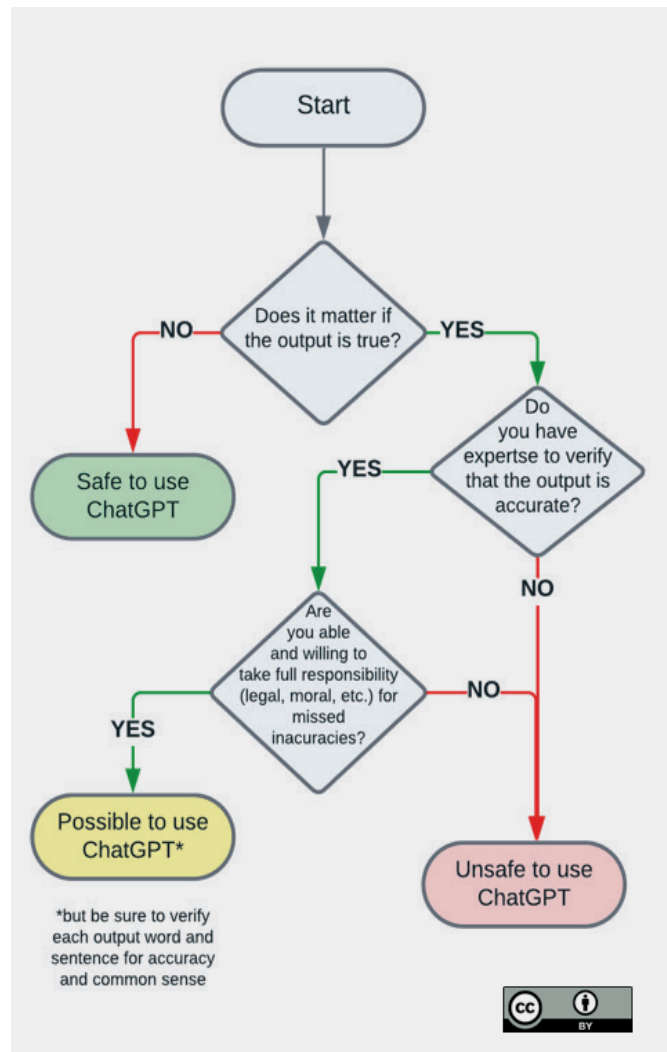 Start
Does it matter if
the output is true?
NO
YES
Safe to use
ChatGPT
Do
you have
expertse to verify
that the output is
accurate?
YES
NO
Are
you able
and willing to
take full responsibility
(legal, moral, etc.) for
missed
inacuracies?
NO
YES
Possible to use
ChatGPT*
Unsafe to use
ChatGPT
*but be sure to verify
each output word and
sentence for accuracy
and common sense
cc
BY